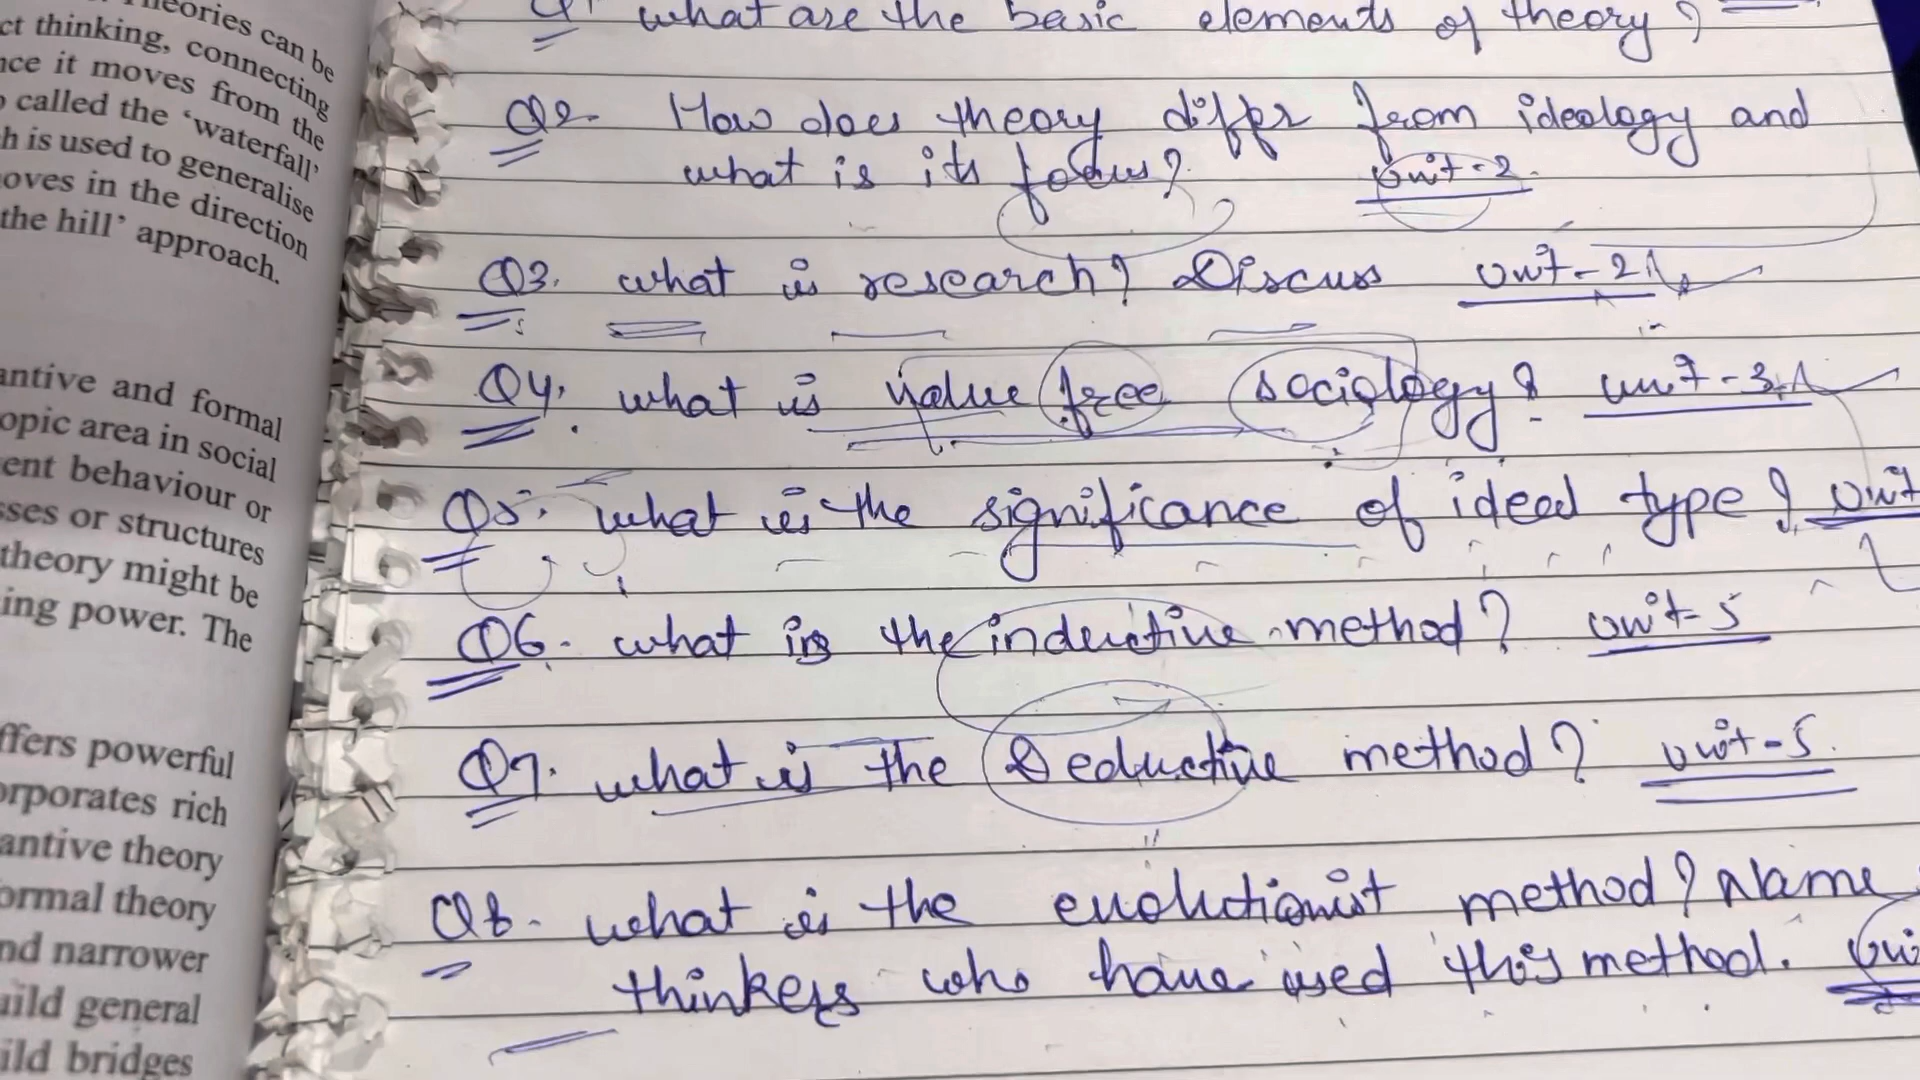 Theories can be
ct thinking, connecting
nce it moves from the
o called the ‘waterfall’
h is used to generalise
oves in the direction
the hill’ approach.
antive and formal
opic area in social
ent behaviour or
sses or structures
theory might be
ing power. The
ffers powerful
orporates rich
antive theory
ormal theory
nd narrower
uild general
ild bridges
Q1 what are the basic elements of theory?
Q2. How does theory differ from ideology and
what is its focus? Unit-2.
Q3. what is research? Discuss Unit-2
Q4. what is value free sociology? unit-3
Q5. what is the significance of ideal type? Unit
Q6. what is the inductive method? Unit-5
Q7. what is the Deductive method? unit-5.
Q8. what is the evolutionist method? Name
thinkers who have used this method. Uni